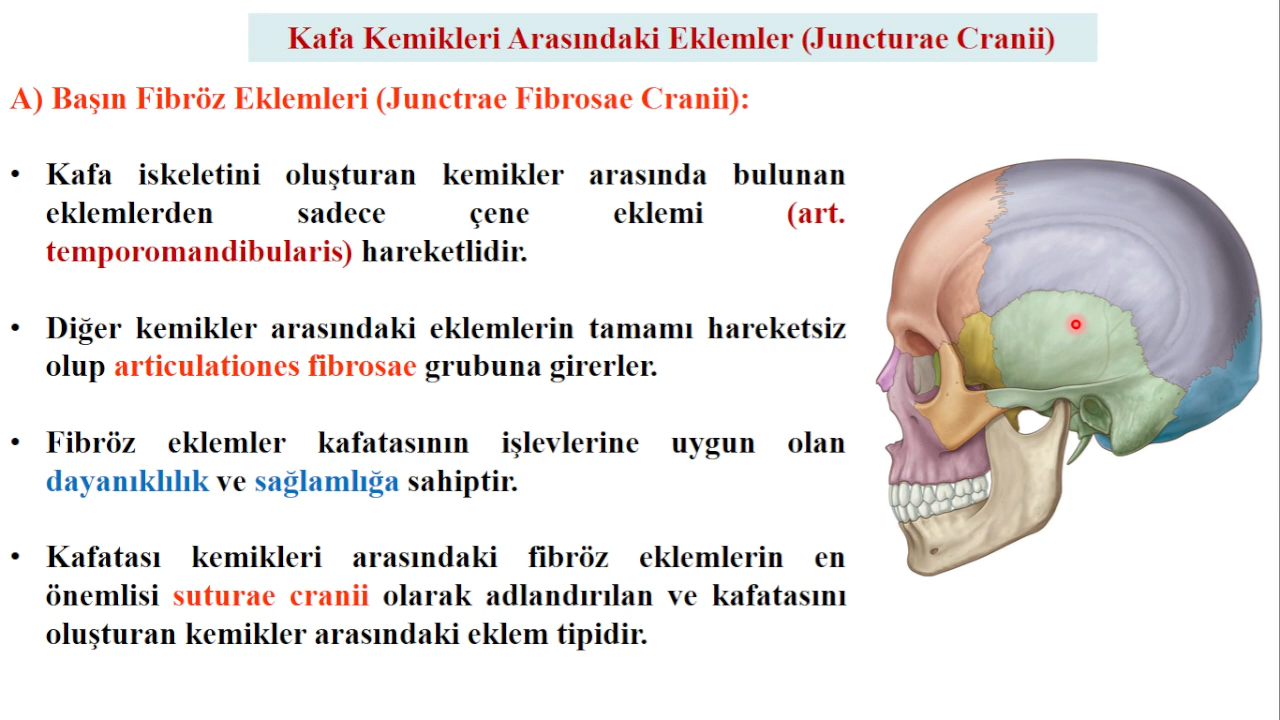 Kafa Kemikleri Arasındaki Eklemler (Juncturae Cranii)
A) Başın Fibröz Eklemleri (Junctrae Fibrosae Cranii):
• Kafa iskeletini oluşturan kemikler arasında bulunan
eklemlerden sadece çene eklemi (art.
temporomandibularis) hareketlidir.
• Diğer kemikler arasındaki eklemlerin tamamı hareketsiz
olup articulationes fibrosae grubuna girerler.
• Fibröz eklemler kafatasının işlevlerine uygun olan
dayanıklılık ve sağlamlığa sahiptir.
• Kafatası kemikleri arasındaki fibröz eklemlerin en
önemlisi suturae cranii olarak adlandırılan ve kafatasını
oluşturan kemikler arasındaki eklem tipidir.